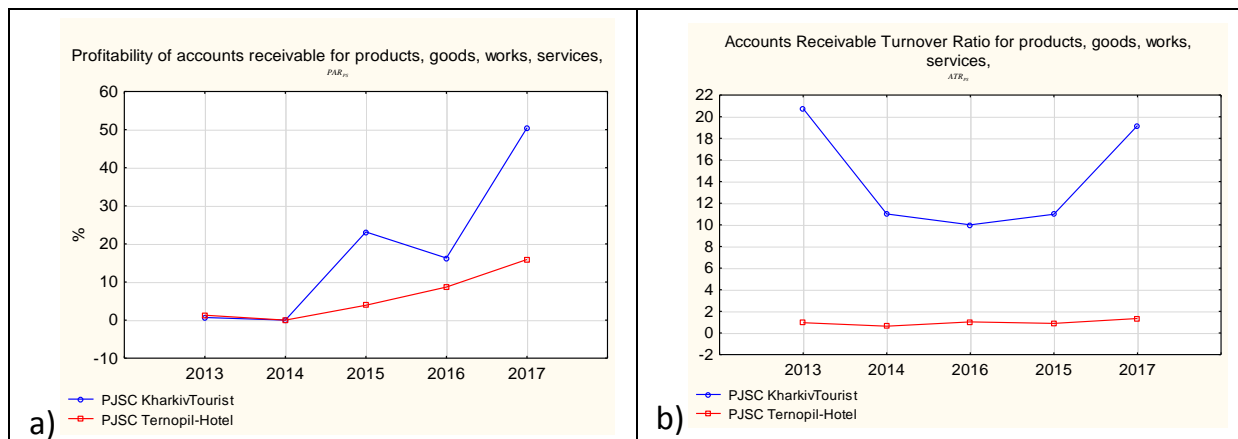 Profitability of accounts receivable for products, goods, works, services,
PAR_PS
60
50
40
30
20
10
0
-10
%
2013 2014 2015 2016 2017
PJSC KharkivTourist
PJSC Ternopil-Hotel
a)
Accounts Receivable Turnover Ratio for products, goods, works,
services,
22
20
18
16
14
12
10
8
6
4
2
0
-2
2013 2014 2016 2015 2017
PJSC KharkivTourist
PJSC Ternopil-Hotel
b)